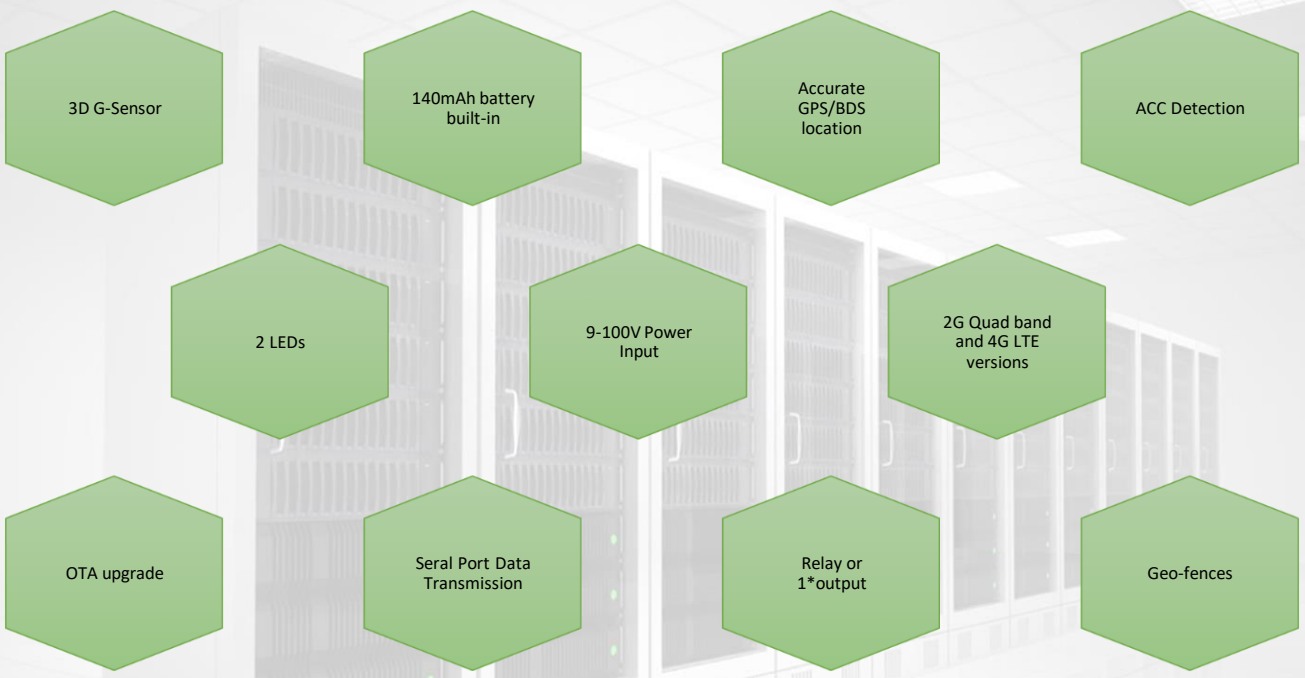 3D G-Sensor
140mAh battery
built-in
Accurate
GPS/BDS
location
ACC Detection
2 LEDs
9-100V Power
Input
2G Quad band
and 4G LTE
versions
OTA upgrade
Seral Port Data
Transmission
Relay or
1*output
Geo-fences